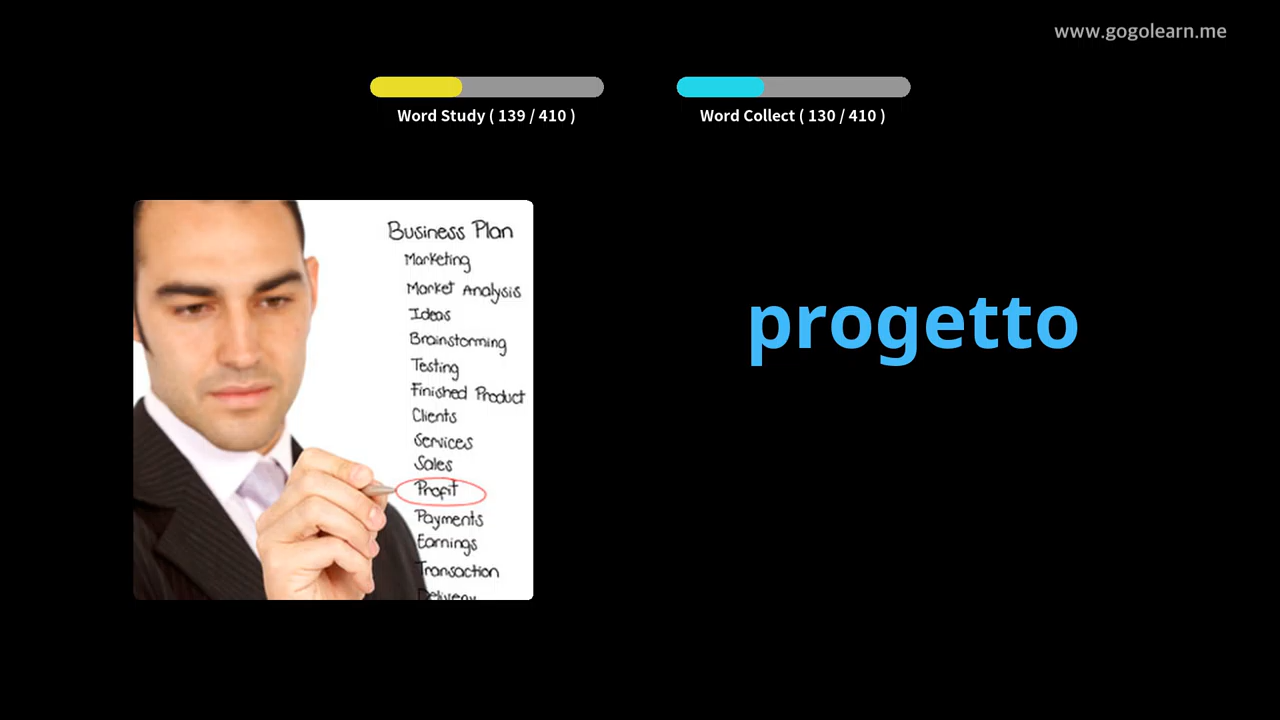 www.gogolearn.me
Word Study ( 139 / 410 )
Word Collect ( 130 / 410 )
Business Plan
Marketing
Market Analysis
Ideas
Brainstorming
Testing
Finished Product
Clients
Services
Sales
Profit
Payments
Earnings
Transaction
Delivery
progetto